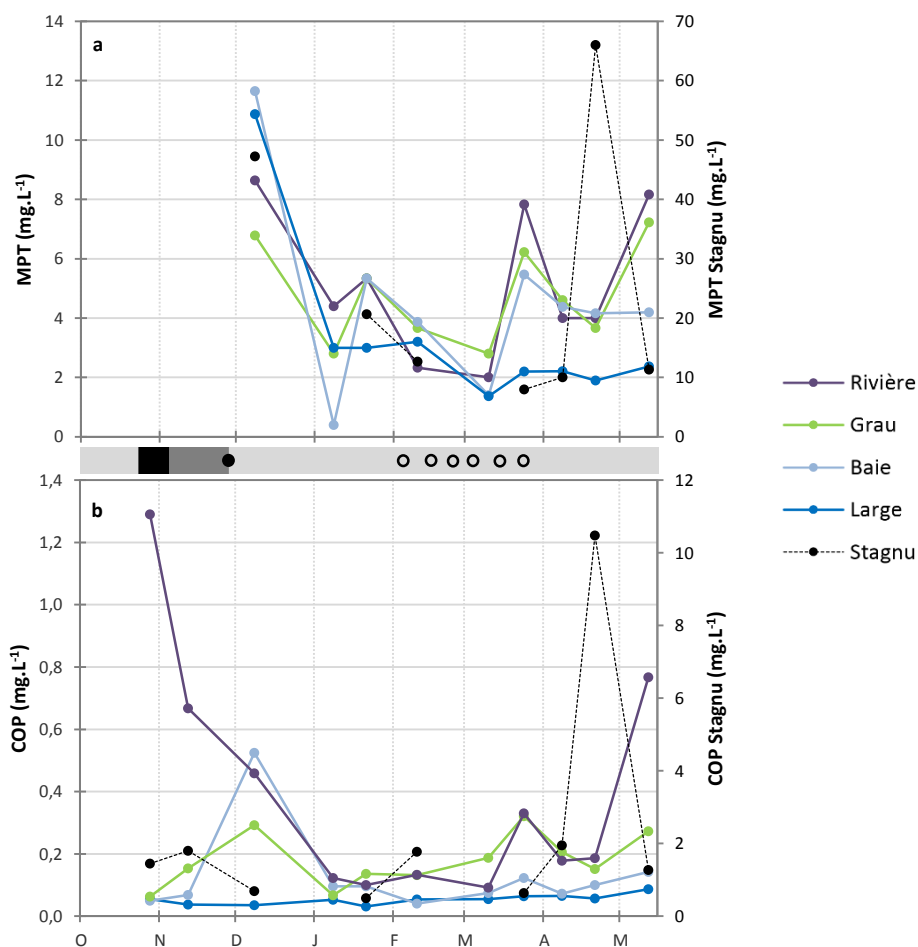 a
MPT (mg.L-1)
14
12
10
8
6
4
2
0
MPT Stagnu (mg.L-1)
70
60
50
40
30
20
10
0
b
COP (mg.L-1)
1,4
1,2
1,0
0,8
0,6
0,4
0,2
0,0
COP Stagnu (mg.L-1)
12
10
8
6
4
2
0
O N D J F M A M
Rivière
Grau
Baie
Large
Stagnu